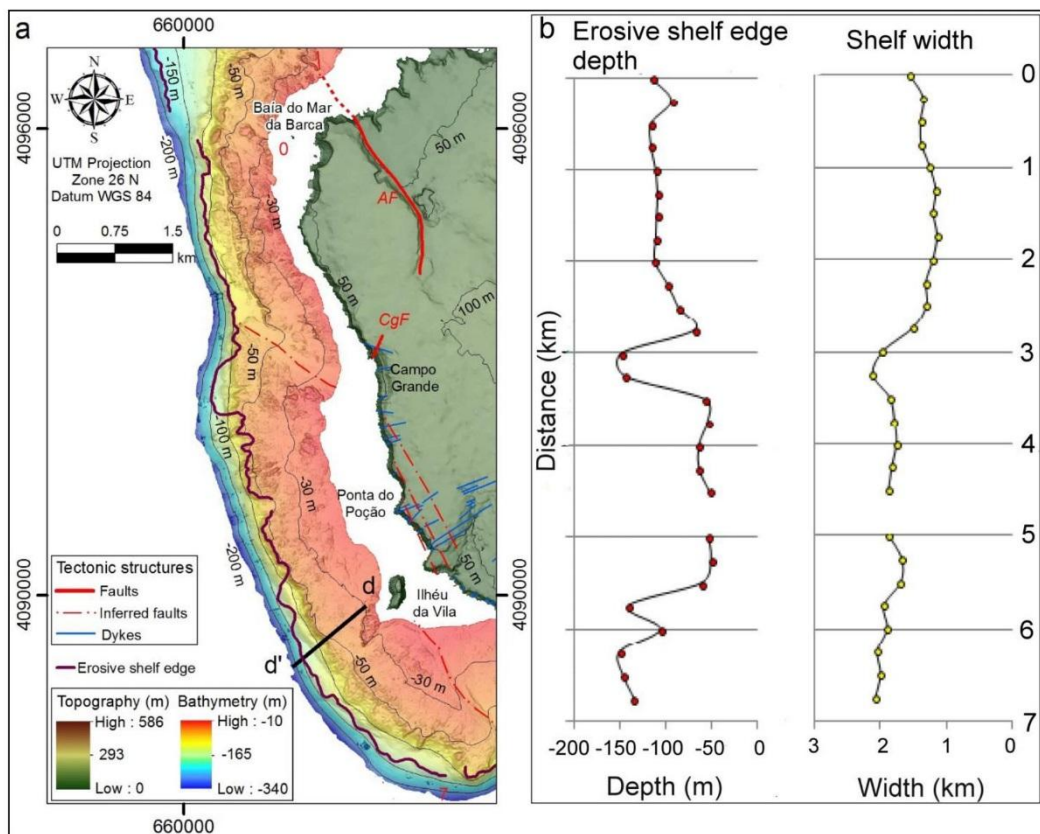 a
660000
N
W E
S
UTM Projection
Zone 26 N
Datum WGS 84
0 0.75 1.5
km
-150 m
-200 m
-50 m
Baía do Mar
da Barca
0
-30 m
50 m
AF
4096000
4096000
50 m
100 m
CgF
Campo
Grande
-50 m
-100 m
-30 m
Ponta do
Poção
50 m
-200 m
Tectonic structures
Faults
Inferred faults
Dykes
Erosive shelf edge
4090000
4090000
d
d'
Ilhéu
da Vila
-50 m
-30 m
Topography (m)
High : 586
293
Low : 0
Bathymetry (m)
High : -10
-165
Low : -340
7
660000
b
Erosive shelf edge
depth
Shelf width
Distance (km)
0
1
2
3
4
5
6
7
-200 -150 -100 -50 0
Depth (m)
3 2 1 0
Width (km)